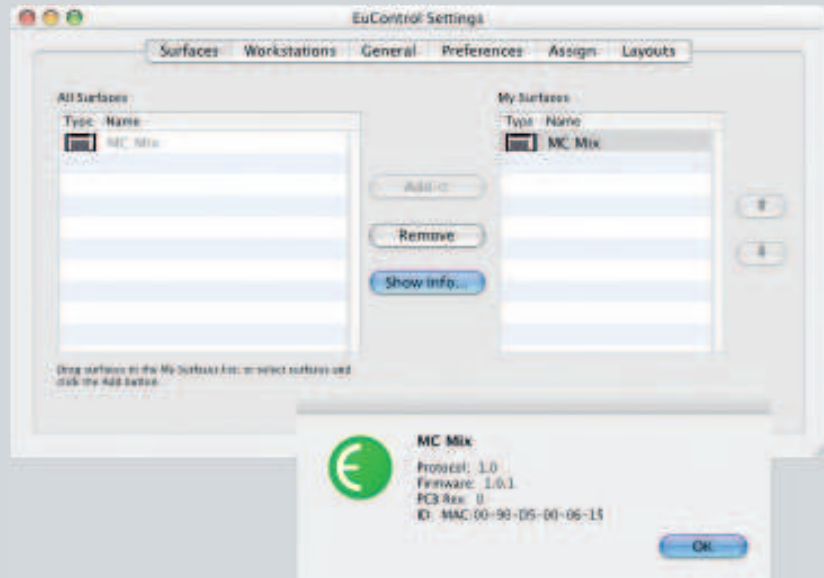 EuControl Settings
Surfaces Workstations General Preferences Assign Layouts
All Surfaces
My Surfaces
Type Name
Type Name
MC Mix
MC Mix
Add
Remove
Show Info...
Drag surfaces to the My Surfaces list, or select surfaces and
click the Add button
MC Mix
Protocol: 1.0
Firmware: 1.0.1
PCB Rev: 0
ID: MAC:00-90-D5-00-06-15
OK